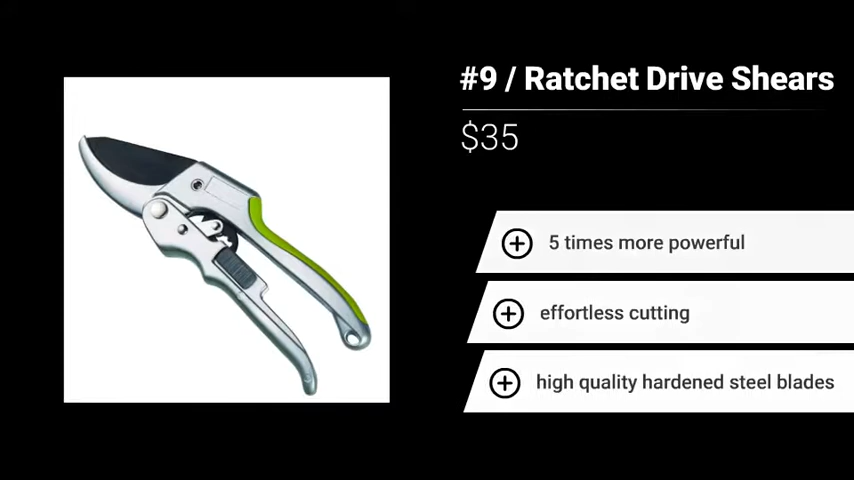 #9 / Ratchet Drive Shears
$35
5 times more powerful
effortless cutting
high quality hardened steel blades